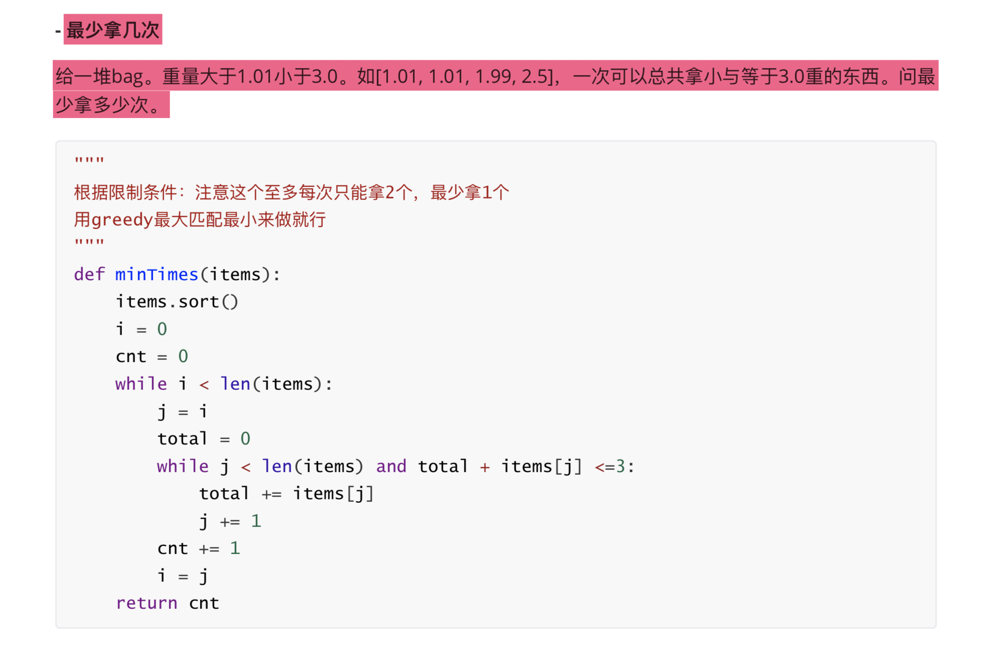 - 最少拿几次
给一堆bag。重量大于1.01小于3.0。如[1.01, 1.01, 1.99, 2.5]，一次可以总共拿小与等于3.0重的东西。问最
少拿多少次。
"""
根据限制条件：注意这个至多每次只能拿2个，最少拿1个
用greedy最大匹配最小来做就行
"""
def minTimes(items):
    items.sort()
    i = 0
    cnt = 0
    while i < len(items):
        j = i
        total = 0
        while j < len(items) and total + items[j] <=3:
            total += items[j]
            j += 1
        cnt += 1
        i = j
    return cnt